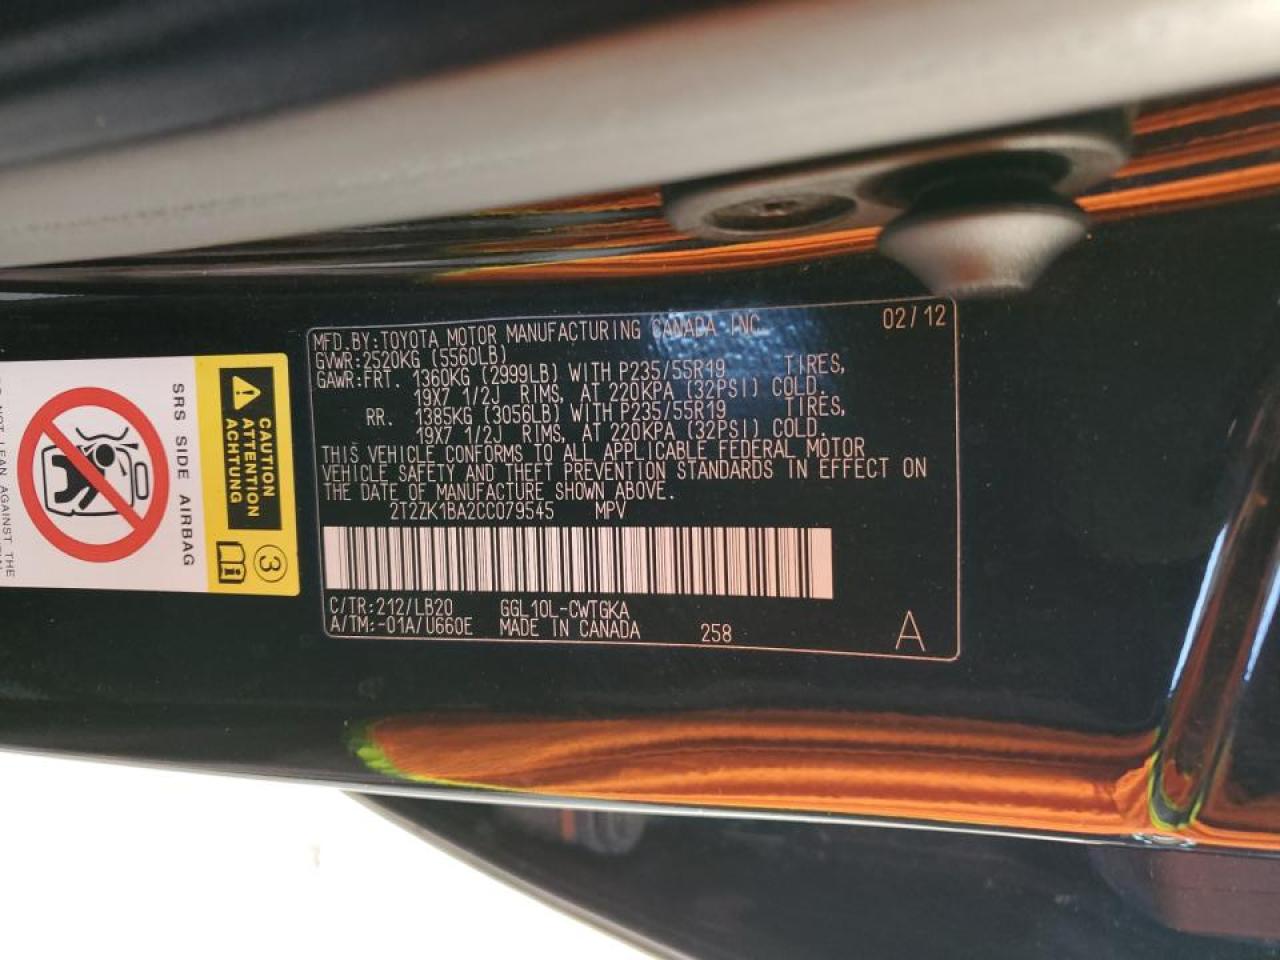 MFD.BY:TOYOTA MOTOR MANUFACTURING CANADA INC. 02/12
GVWR:2520KG (5560LB)
GAWR:FRT. 1360KG (2999LB) WITH P235/55R19 TIRES,
19X7 1/2J RIMS, AT 220KPA (32PSI) COLD.
RR. 1385KG (3056LB) WITH P235/55R19 TIRES,
19X7 1/2J RIMS, AT 220KPA (32PSI) COLD.
THIS VEHICLE CONFORMS TO ALL APPLICABLE FEDERAL MOTOR
VEHICLE SAFETY AND THEFT PREVENTION STANDARDS IN EFFECT ON
THE DATE OF MANUFACTURE SHOWN ABOVE.
2T2ZK1BA2CC079545 MPV
C/TR:212/LB20 GGL10L-CWTGKA
A/TM:-01A/U660E MADE IN CANADA 258 A
CAUTION
ATTENTION
ACHTUNG
3
SRS SIDE AIRBAG
NOT LEAN AGAINST THE